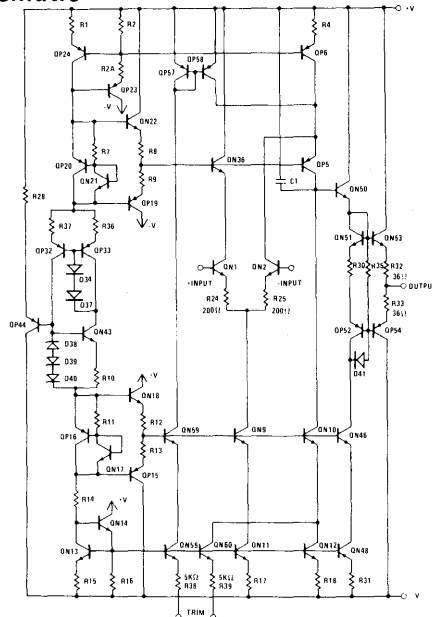 R1
R2
R4
+V
QP24
QP6
R2A
QP57
QP58
QP23
-V
QN22
R7
R8
QP20
QN36
QP5
QN21
R9
C1
QN50
QP19
-V
R28
R37
R36
QN51
QN53
QP32
QP33
R30
R35
R32
36Ω
D34
QN1
QN2
+INPUT
-INPUT
OUTPUT
D37
R24
200Ω
R25
200Ω
R33
36Ω
QP44
QN43
QP52
QP54
D38
D39
D40
D41
R10
-V
QN18
R11
R12
QP16
QN59
QN9
QN10
QN46
R13
QN17
QP15
R14
+V
QN14
QN13
QN55
QN60
QN11
QN12
QN48
R15
R16
5KΩ
R38
5KΩ
R39
R17
R18
R31
V
TRIM